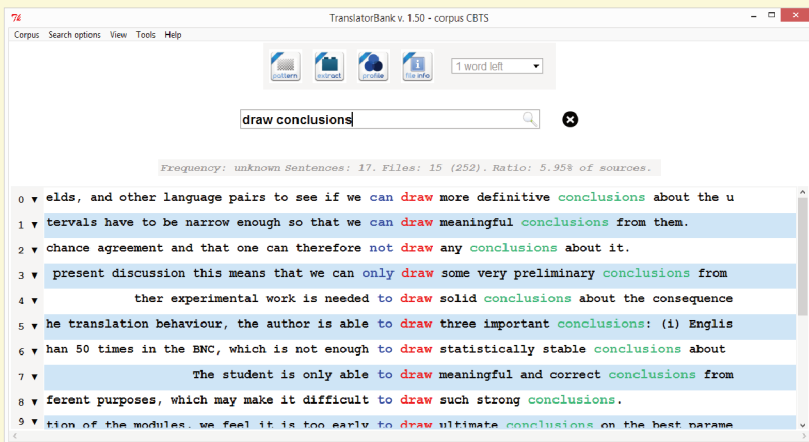 TranslatorBank v. 1.50 - corpus CBTS
Corpus Search options View Tools Help
pattern extract profile file info 1 word left
draw conclusions
Frequency: unknown Sentences: 17. Files: 15 (252). Ratio: 5.95% of sources.
0 elds, and other language pairs to see if we can draw more definitive conclusions about the u
1 tervals have to be narrow enough so that we can draw meaningful conclusions from them.
2 chance agreement and that one can therefore not draw any conclusions about it.
3 present discussion this means that we can only draw some very preliminary conclusions from
4 ther experimental work is needed to draw solid conclusions about the consequence
5 he translation behaviour, the author is able to draw three important conclusions: (i) Englis
6 han 50 times in the BNC, which is not enough to draw statistically stable conclusions about
7 The student is only able to draw meaningful and correct conclusions from
8 ferent purposes, which may make it difficult to draw such strong conclusions.
9 tion of the modules, we feel it is too early to draw ultimate conclusions on the best parame